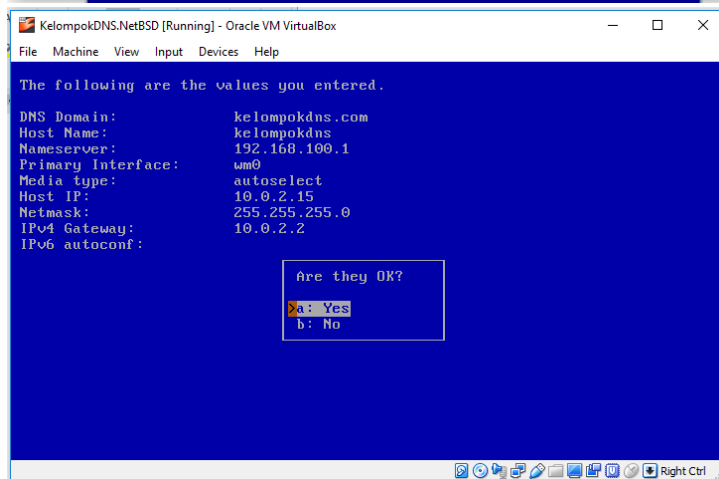 KelompokDNS.NetBSD [Running] - Oracle VM VirtualBox
File Machine View Input Devices Help
The following are the values you entered.
DNS Domain: kelompokdns.com
Host Name: kelompokdns
Nameserver: 192.168.100.1
Primary Interface: wm0
Media type: autoselect
Host IP: 10.0.2.15
Netmask: 255.255.255.0
IPv4 Gateway: 10.0.2.2
IPv6 autoconf:
Are they OK?
>a: Yes
b: No
Right Ctrl